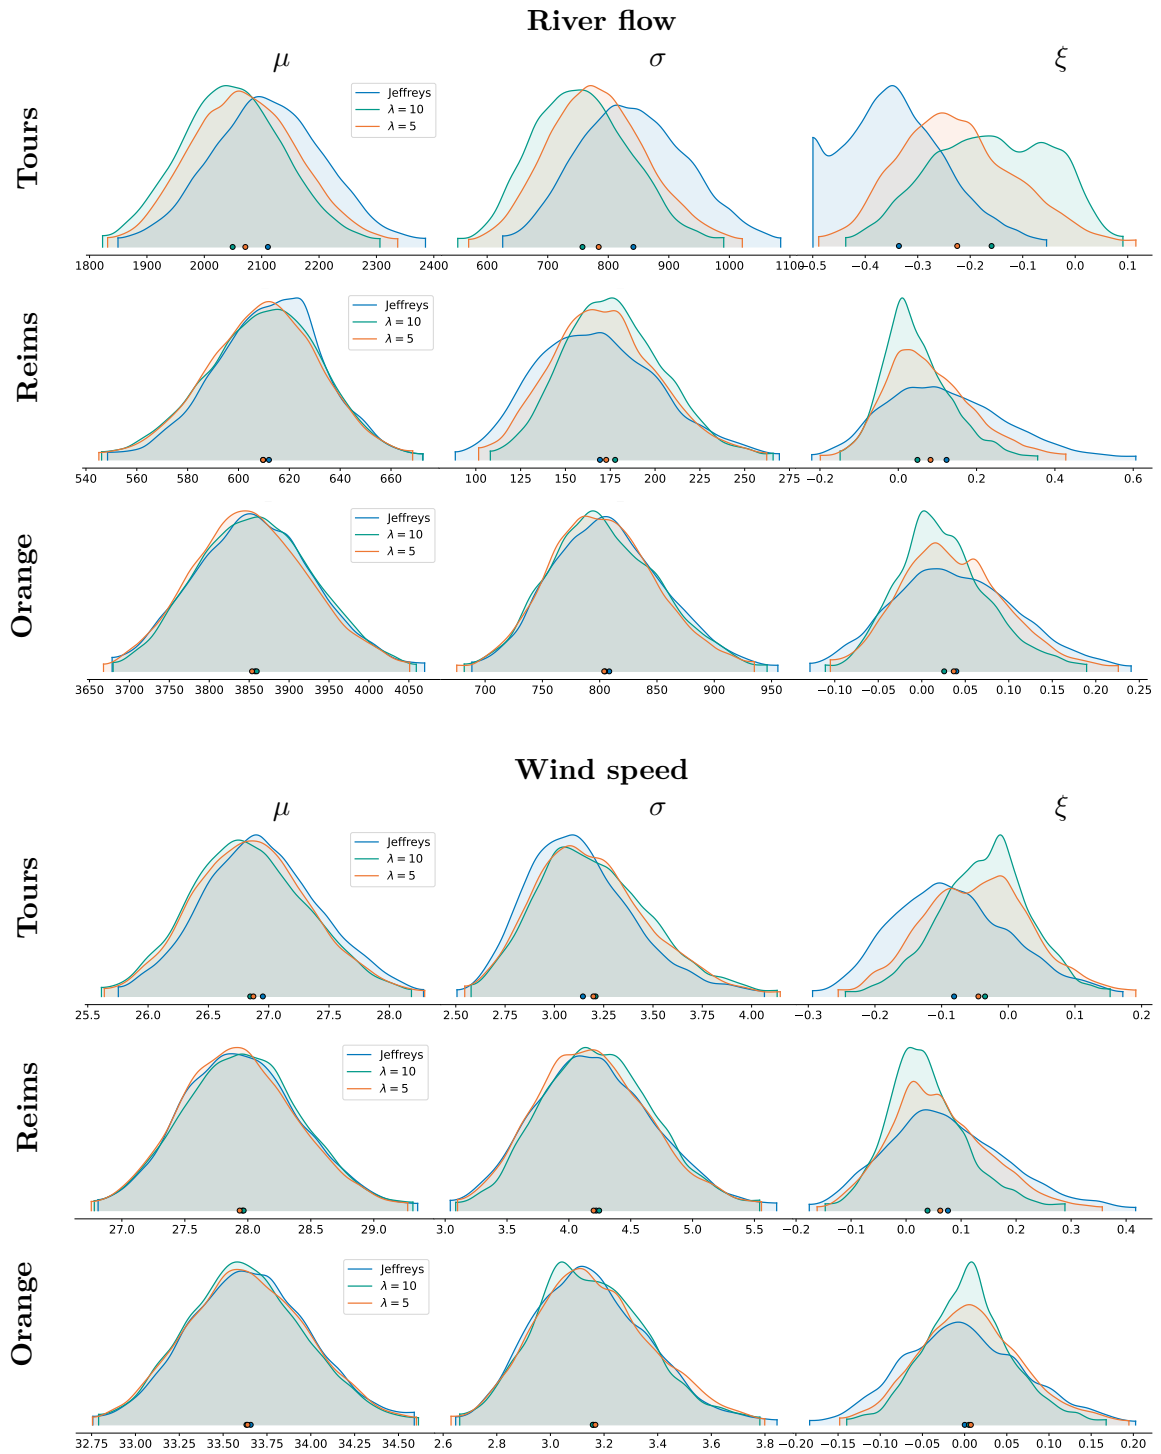 River flow
μ σ ξ
Tours
Jeffreys
λ = 10
λ = 5
1800 1900 2000 2100 2200 2300 2400
600 700 800 900 1000 1100
−0.5 −0.4 −0.3 −0.2 −0.1 0.0 0.1
Reims
Jeffreys
λ = 10
λ = 5
540 560 580 600 620 640 660
100 125 150 175 200 225 250 275
−0.2 0.0 0.2 0.4 0.6
Orange
Jeffreys
λ = 10
λ = 5
3650 3700 3750 3800 3850 3900 3950 4000 4050
700 750 800 850 900 950
−0.10 −0.05 0.00 0.05 0.10 0.15 0.20 0.25
Wind speed
μ σ ξ
Tours
Jeffreys
λ = 10
λ = 5
25.5 26.0 26.5 27.0 27.5 28.0
2.50 2.75 3.00 3.25 3.50 3.75 4.00
−0.3 −0.2 −0.1 0.0 0.1 0.2
Reims
Jeffreys
λ = 10
λ = 5
27.0 27.5 28.0 28.5 29.0
3.0 3.5 4.0 4.5 5.0 5.5
−0.2 −0.1 0.0 0.1 0.2 0.3 0.4
Orange
Jeffreys
λ = 10
λ = 5
32.75 33.00 33.25 33.50 33.75 34.00 34.25 34.50
2.6 2.8 3.0 3.2 3.4 3.6 3.8
−0.20 −0.15 −0.10 −0.05 0.00 0.05 0.10 0.15 0.20